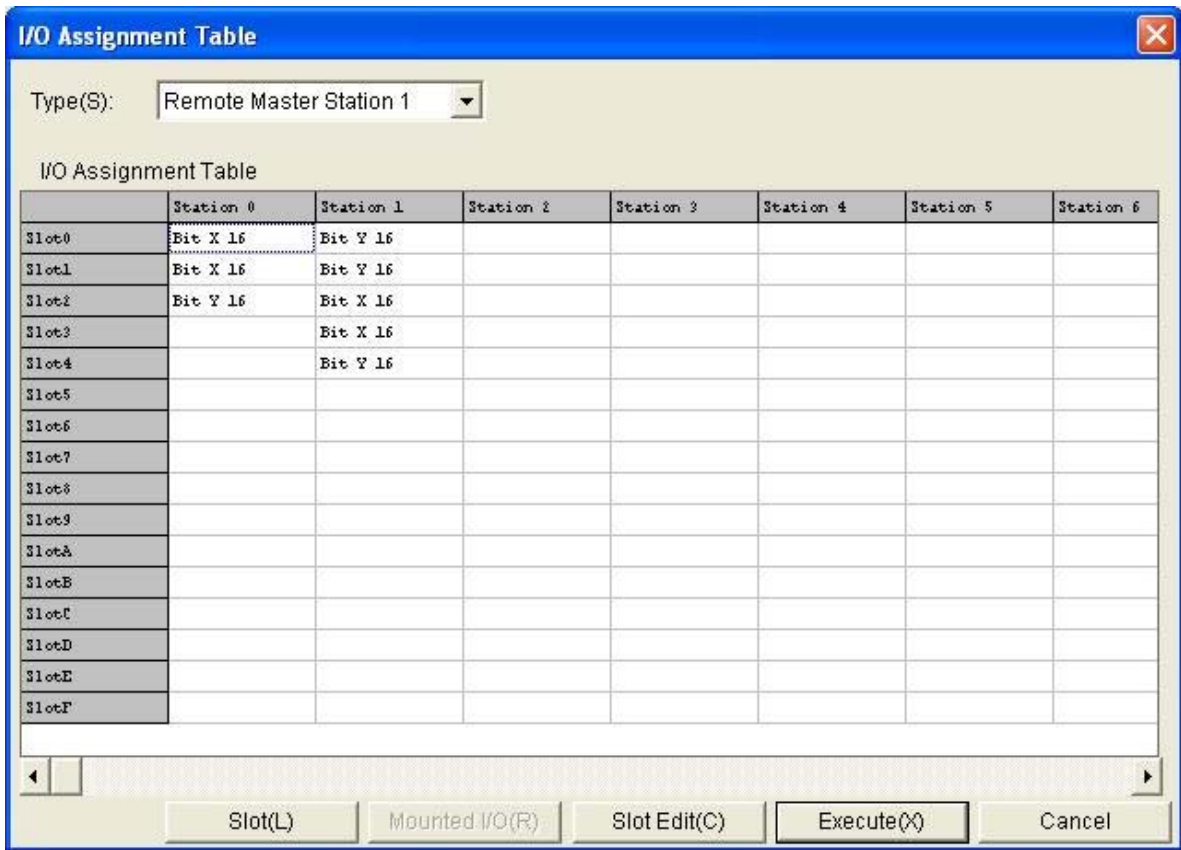 I/O Assignment Table
Type(S): Remote Master Station 1
I/O Assignment Table
Station 0 Station 1 Station 2 Station 3 Station 4 Station 5 Station 6
Slot0 Bit X 16 Bit Y 16
Slot1 Bit X 16 Bit Y 16
Slot2 Bit Y 16 Bit X 16
Slot3 Bit X 16
Slot4 Bit Y 16
Slot5
Slot6
Slot7
Slot8
Slot9
SlotA
SlotB
SlotC
SlotD
SlotE
SlotF
Slot(L) Mounted I/O(R) Slot Edit(C) Execute(X) Cancel